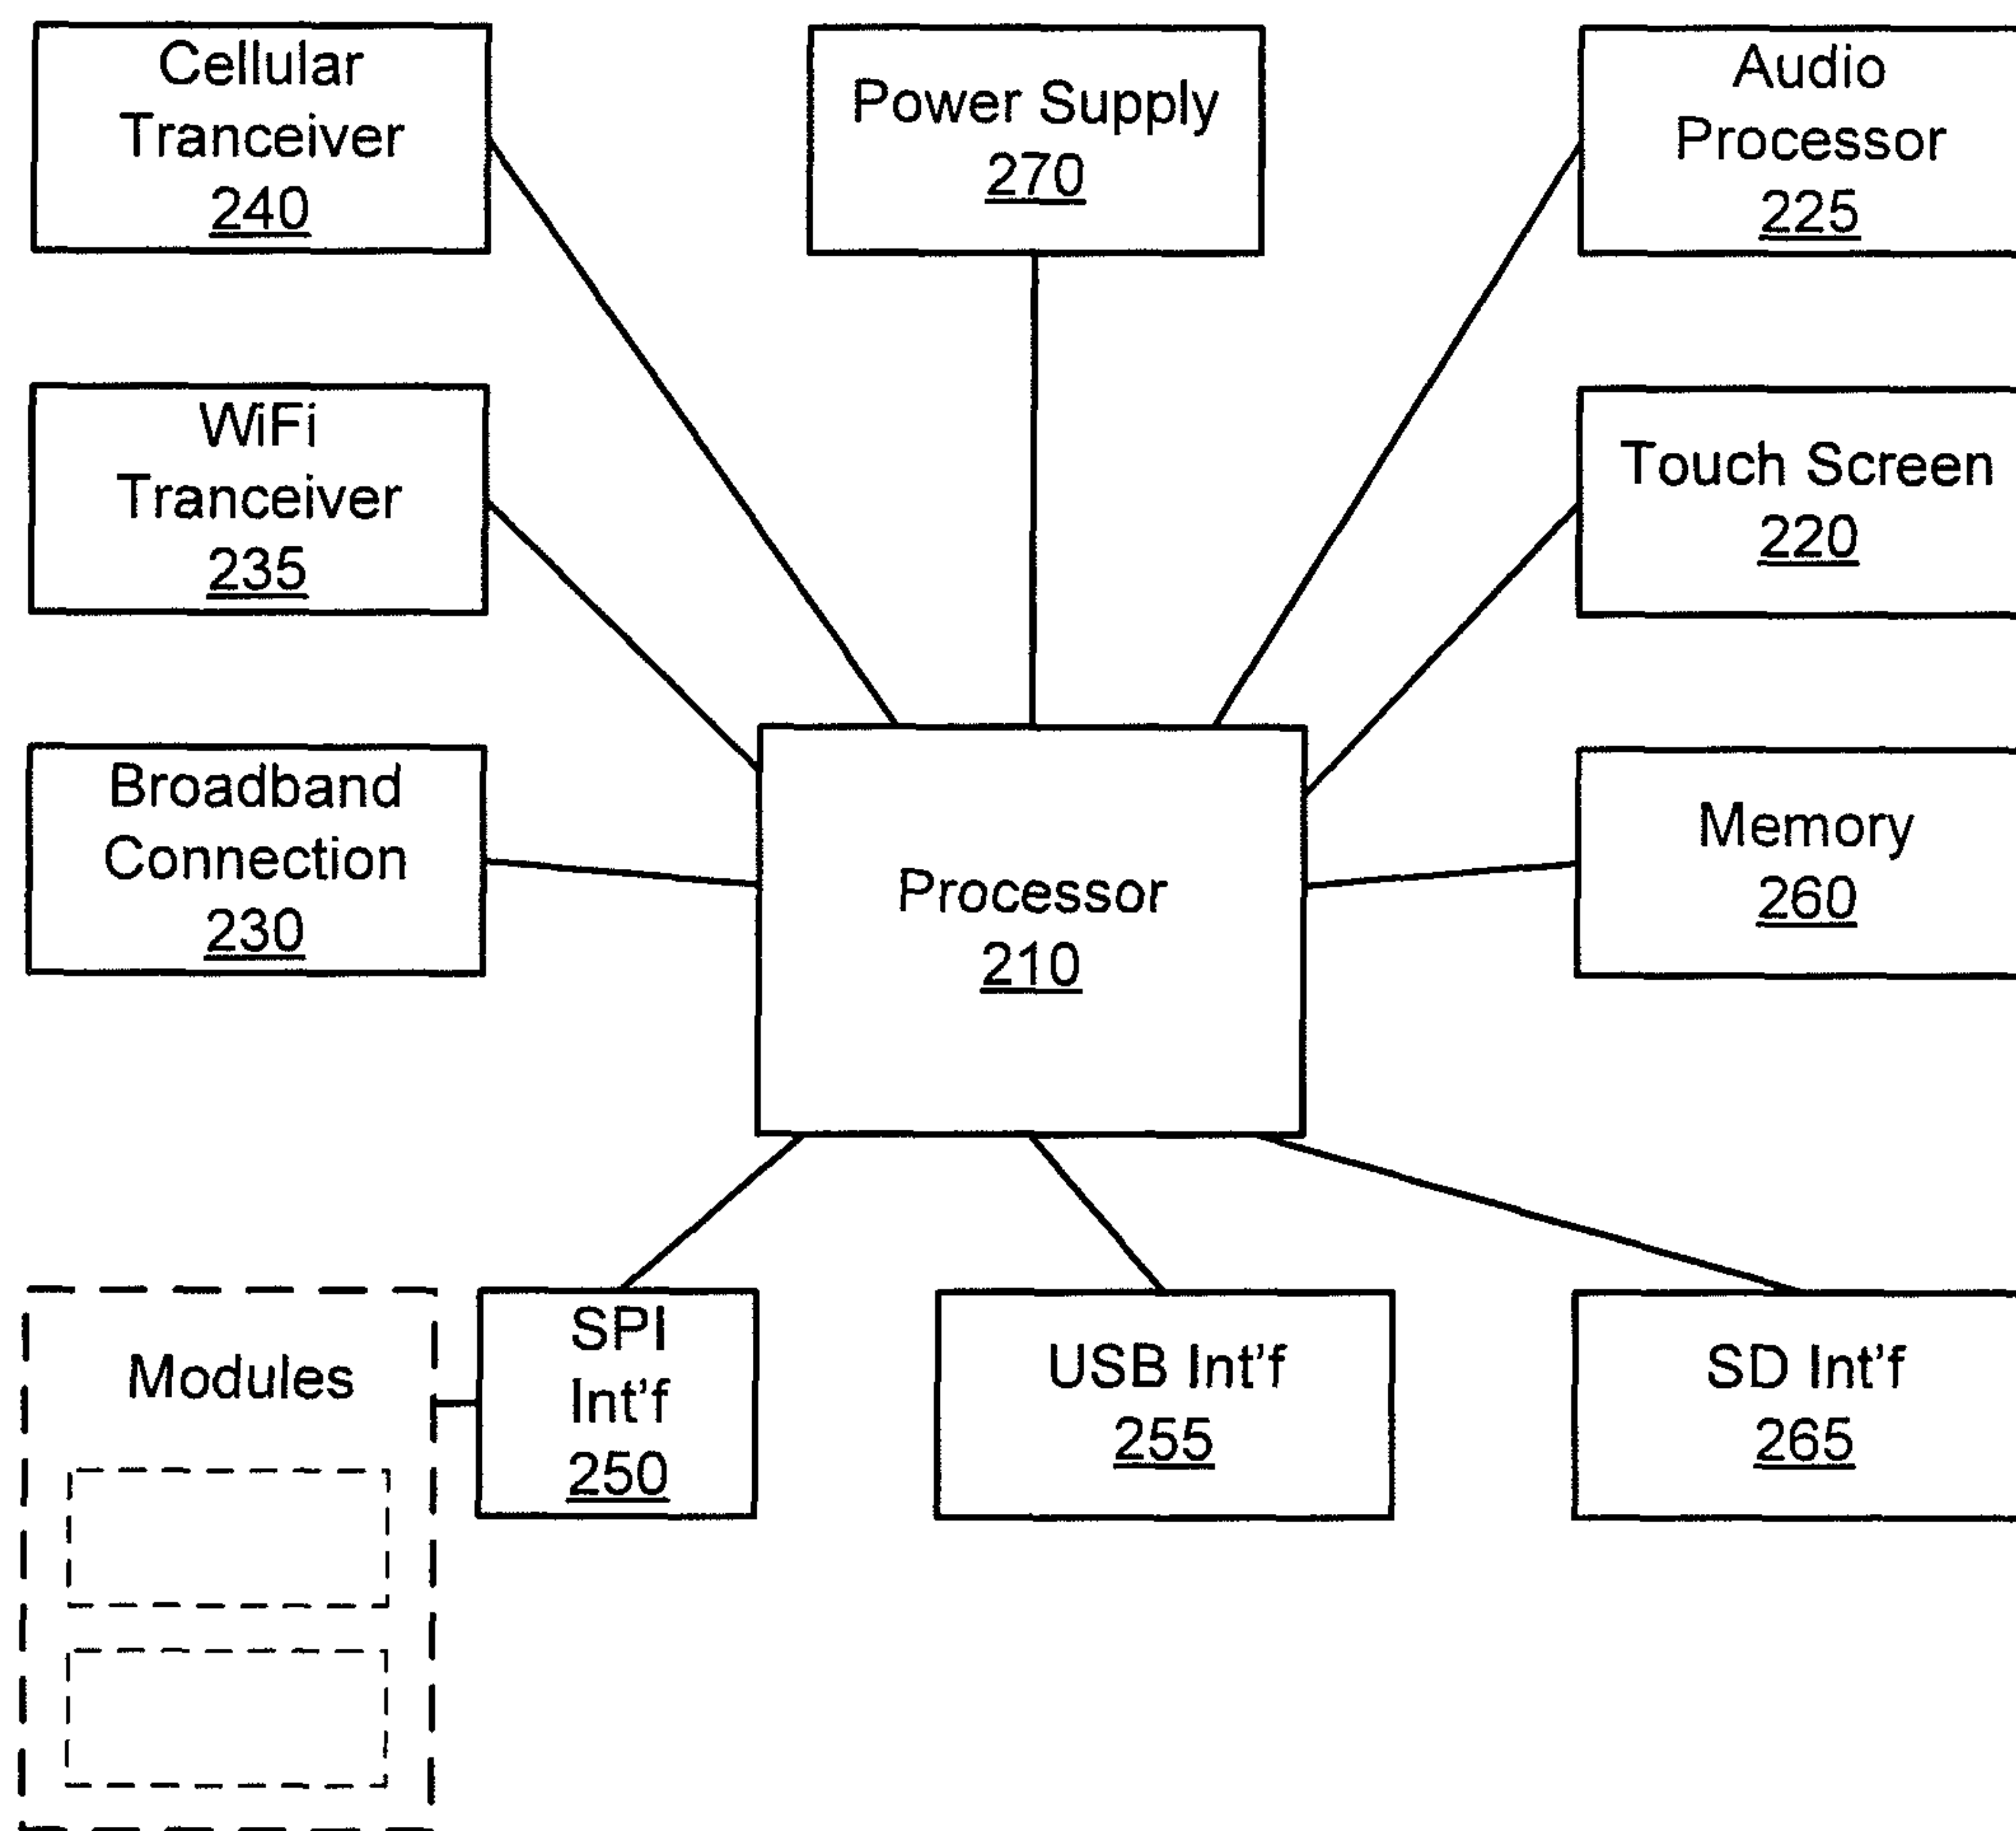 Cellular
Tranceiver
240
Power Supply
270
Audio
Processor
225
WiFi
Tranceiver
235
Touch Screen
220
Broadband
Connection
230
Processor
210
Memory
260
Modules
SPI
Int'f
250
USB Int'f
255
SD Int'f
265